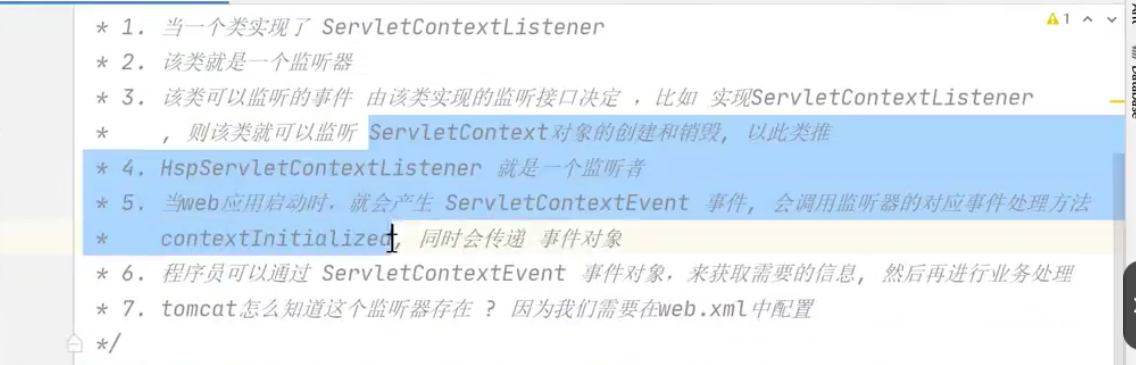 * 1. 当一个类实现了 ServletContextListener
* 2. 该类就是一个监听器
* 3. 该类可以监听的事件 由该类实现的监听接口决定 ，比如 实现ServletContextListener
*    , 则该类就可以监听 ServletContext对象的创建和销毁, 以此类推
* 4. HspServletContextListener 就是一个监听者
* 5. 当web应用启动时，就会产生 ServletContextEvent 事件, 会调用监听器的对应事件处理方法
*    contextInitialized, 同时会传递 事件对象
* 6. 程序员可以通过 ServletContextEvent 事件对象，来获取需要的信息, 然后再进行业务处理
* 7. tomcat怎么知道这个监听器存在 ? 因为我们需要在web.xml中配置
*/
1
Database